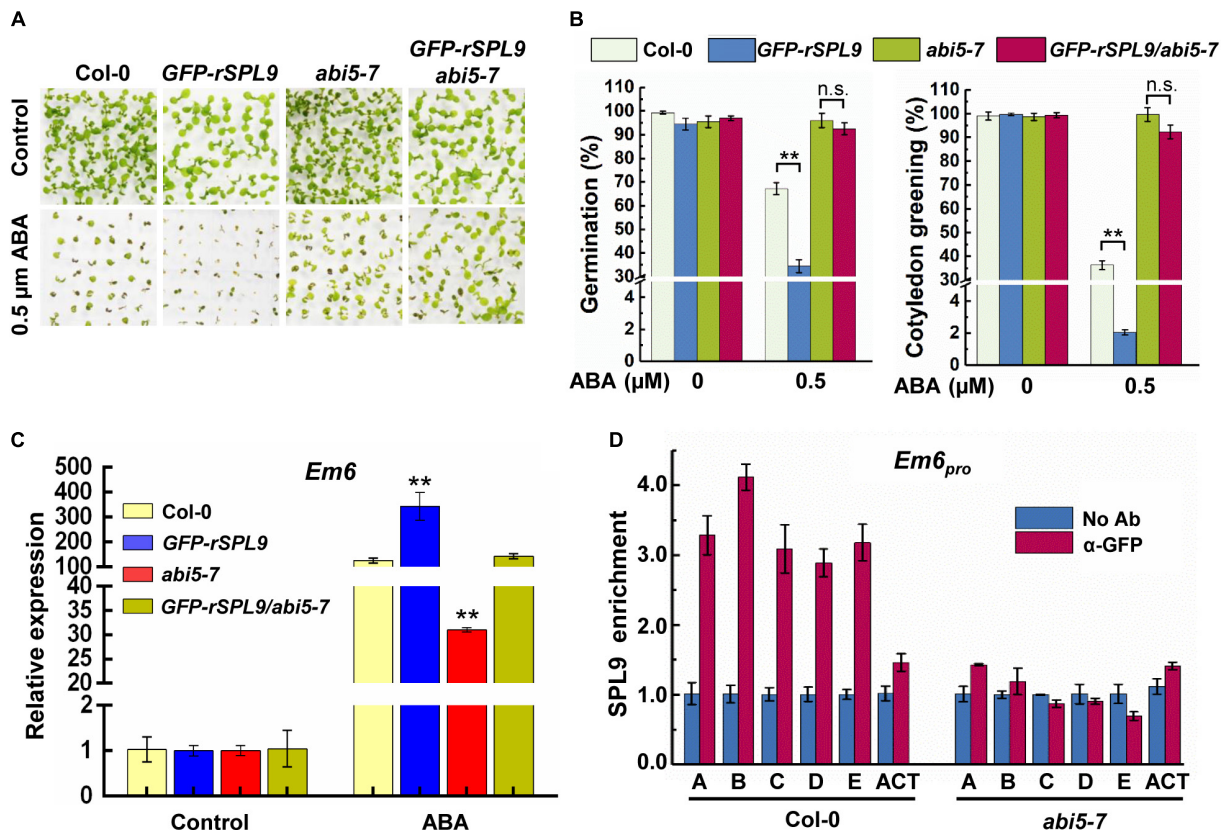 A
Col-0 GFP-rSPL9 abi5-7 GFP-rSPL9 abi5-7
Control
0.5 µm ABA
B
Col-0 GFP-rSPL9 abi5-7 GFP-rSPL9/abi5-7
Germination (%)
100
90
80
70
60
50
40
30
4
2
0
** n.s.
ABA (µM) 0 0.5
Cotyledon greening (%)
100
90
80
70
60
50
40
30
4
2
0
** n.s.
ABA (µM) 0 0.5
C
Em6
Relative expression
500
400
300
200
100
50
40
30
20
2
1
0
Col-0
GFP-rSPL9
abi5-7
GFP-rSPL9/abi5-7
** **
Control ABA
D
Em6pro
SPL9 enrichment
5.0
4.0
3.0
2.0
1.0
0.0
No Ab
α-GFP
A B C D E ACT A B C D E ACT
Col-0 abi5-7